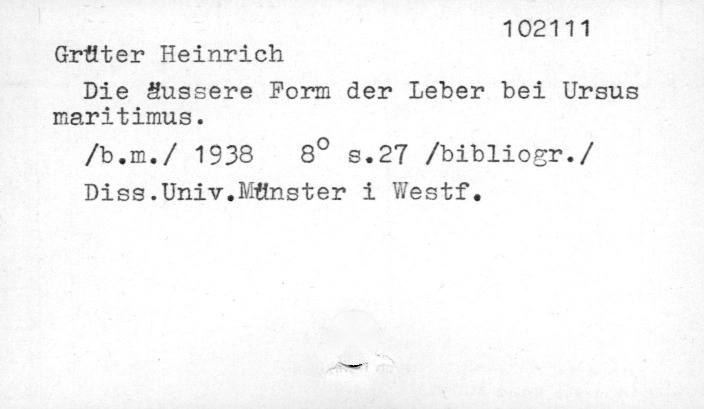 102111
Grüter Heinrich
Die äussere Form der Leber bei Ursus
maritimus.
/b.m./ 1938 8° s.27 /bibliogr./
Diss.Univ.Münster i Westf.